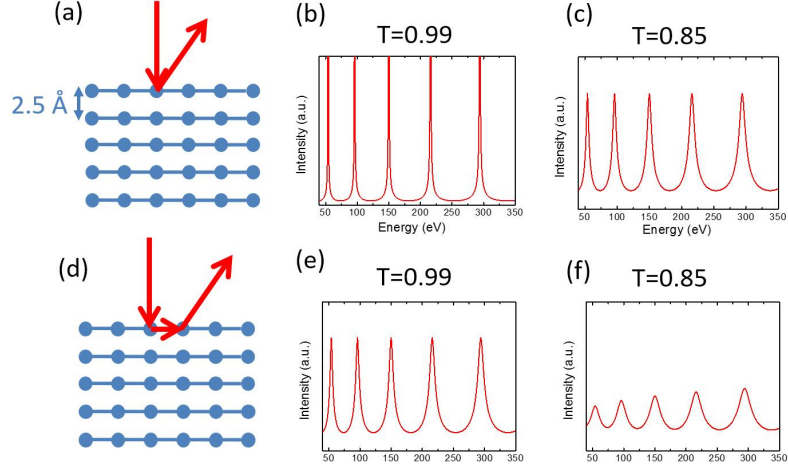 (a)
2.5 Å
(b)
T=0.99
Intensity (a.u.)
50 100 150 200 250 300 350
Energy (eV)
(c)
T=0.85
Intensity (a.u.)
50 100 150 200 250 300 350
Energy (eV)
(d)
(e)
T=0.99
Intensity (a.u.)
50 100 150 200 250 300 350
(f)
T=0.85
Intensity (a.u.)
50 100 150 200 250 300 350